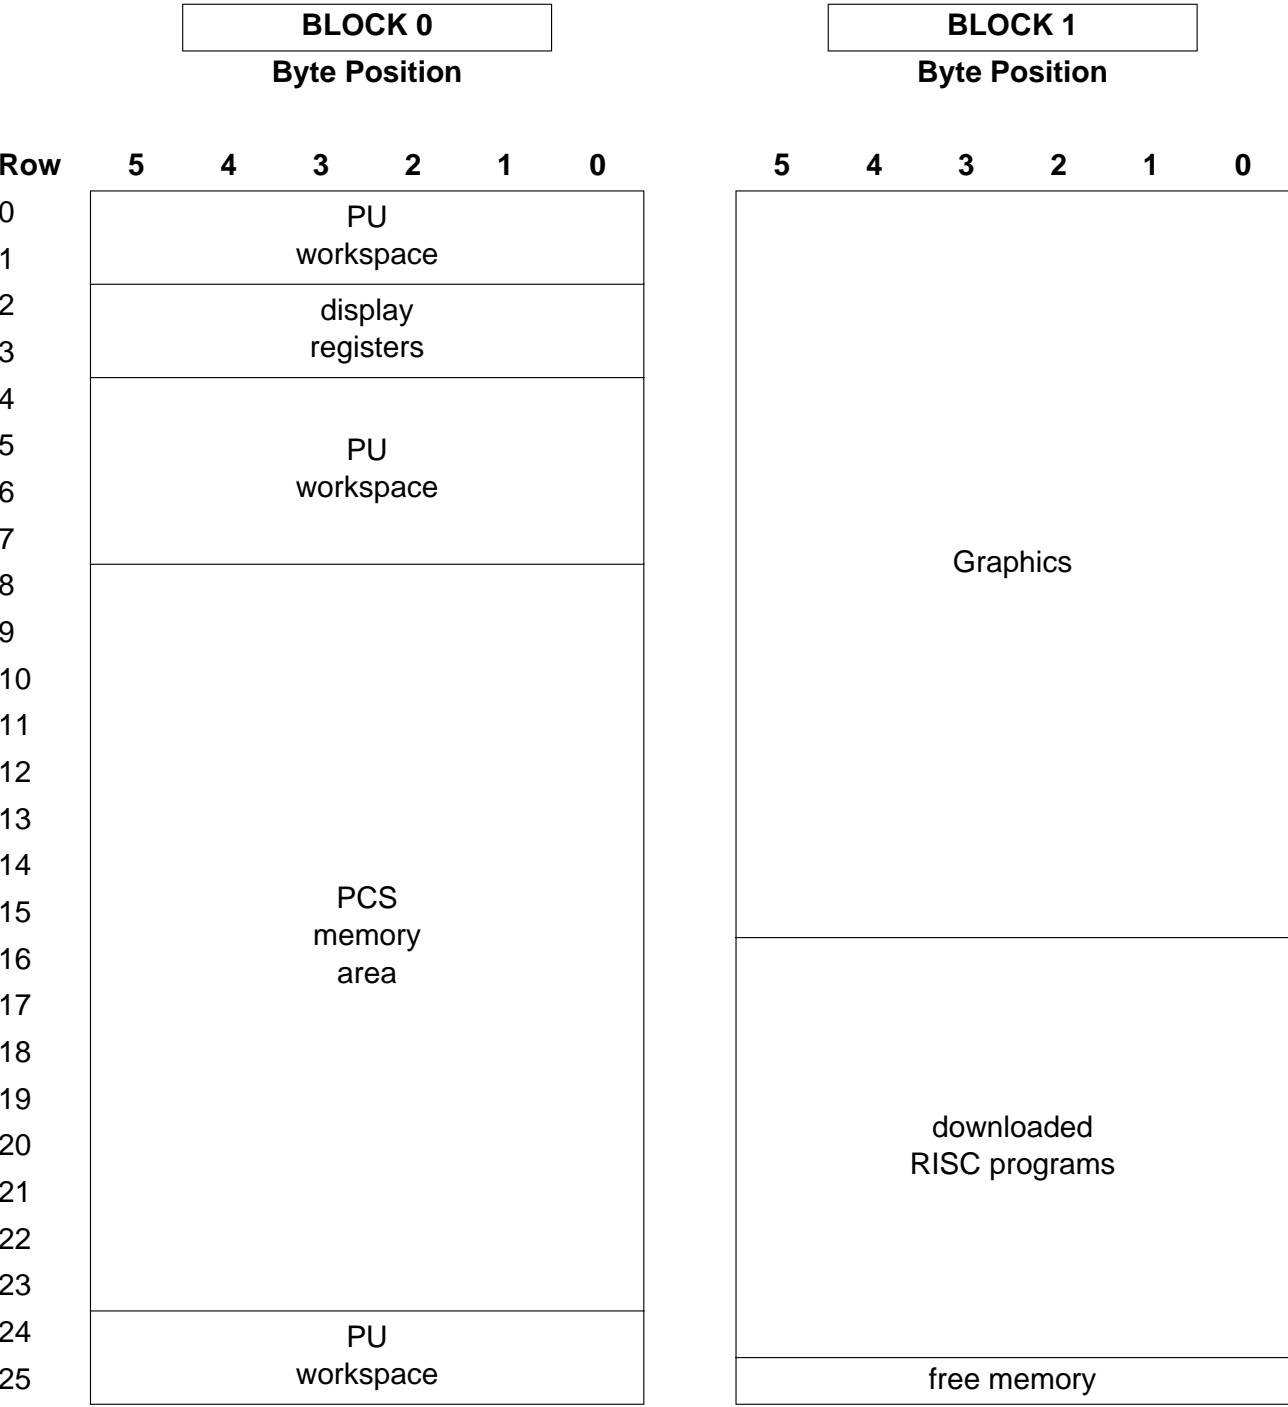 BLOCK 0 BLOCK 1
Byte Position Byte Position
Row 5 4 3 2 1 0 5 4 3 2 1 0
0 PU
1 workspace
2 display
3 registers
4
5 PU
6 workspace
7
8 Graphics
9
10
11
12
13
14
15 PCS
16 memory
area
17
18
19
20 downloaded
21 RISC programs
22
23
24 PU
25 workspace free memory